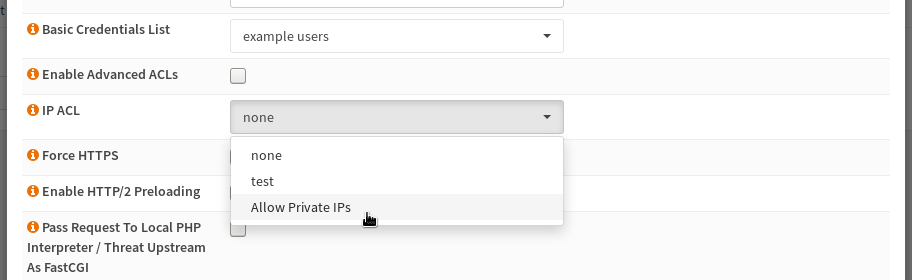 Basic Credentials List
example users
Enable Advanced ACLs
IP ACL
none
none
test
Allow Private IPs
Force HTTPS
Enable HTTP/2 Preloading
Pass Request To Local PHP
Interpreter / Threat Upstream
As FastCGI